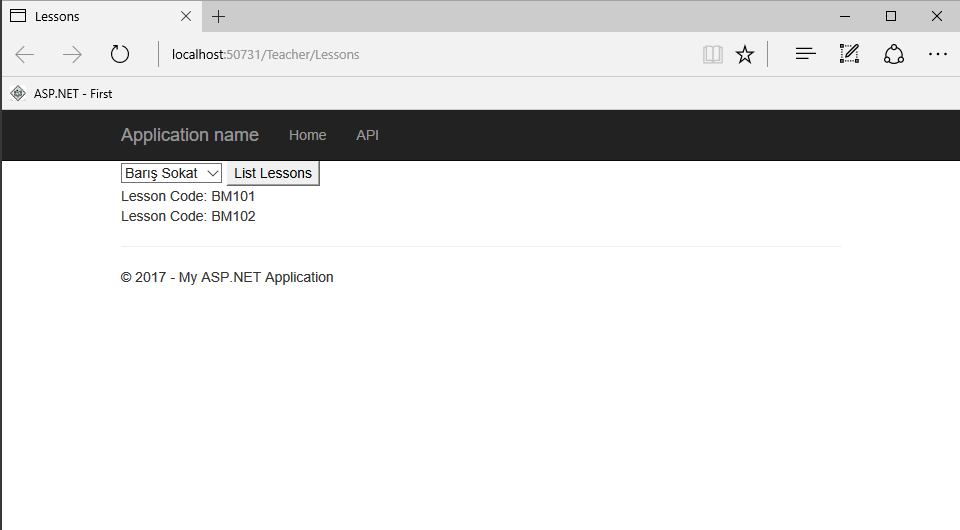 Lessons
localhost:50731/Teacher/Lessons
ASP.NET - First
Application name Home API
Barış Sokat List Lessons
Lesson Code: BM101
Lesson Code: BM102
© 2017 - My ASP.NET Application